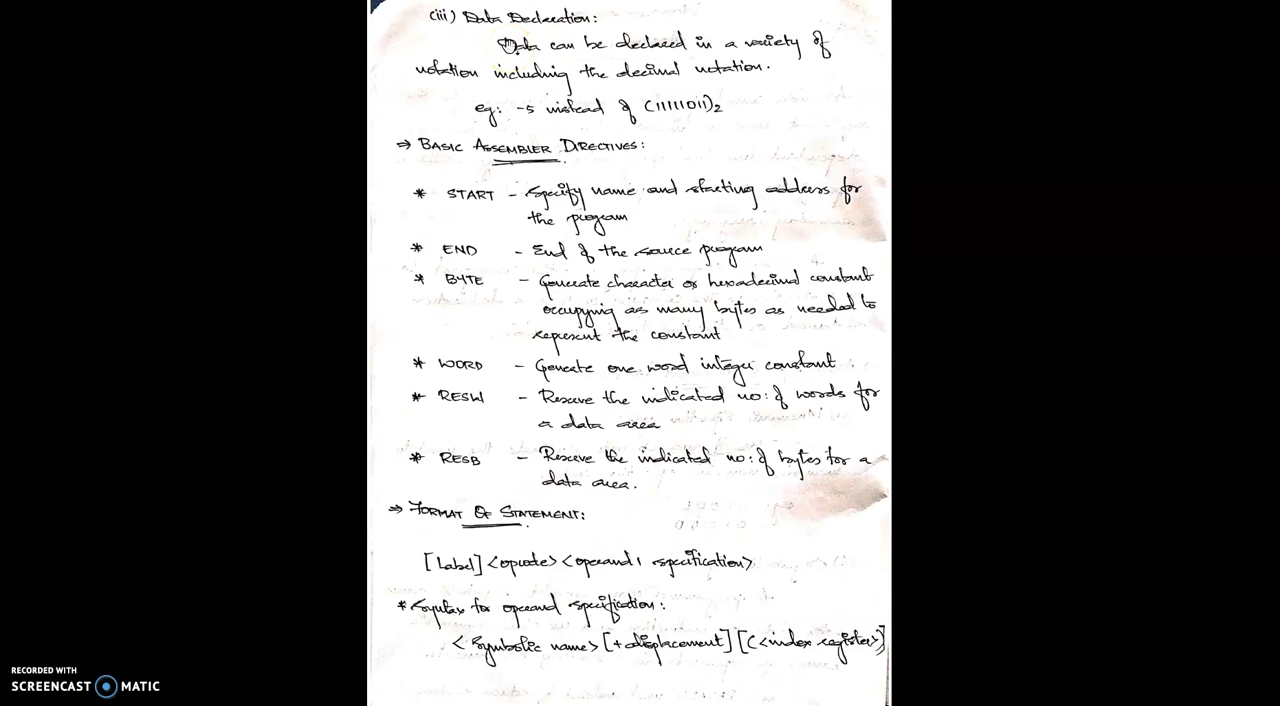 (iii) Data Declaration:
Data can be declared in a variety of
notation including the decimal notation.
eg: -5 instead of (11111011)2
⇒ BASIC ASSEMBLER DIRECTIVES:
* START - Specify name and starting address for
the program
* END - End of the source program
* BYTE - Generate character or hexadecimal constant
occupying as many bytes as needed to
represent the constant
* WORD - Generate one word integer constant
* RESW - Reserve the indicated no: of words for
a data area
* RESB - Reserve the indicated no: of bytes for a
data area.
⇒ FORMAT OF STATEMENT:
[Label] <opcode> <operand1 specification>
* Syntax for operand specification:
<Symbolic name> [+displacement] [(<index register>)]
RECORDED WITH
SCREENCAST MATIC